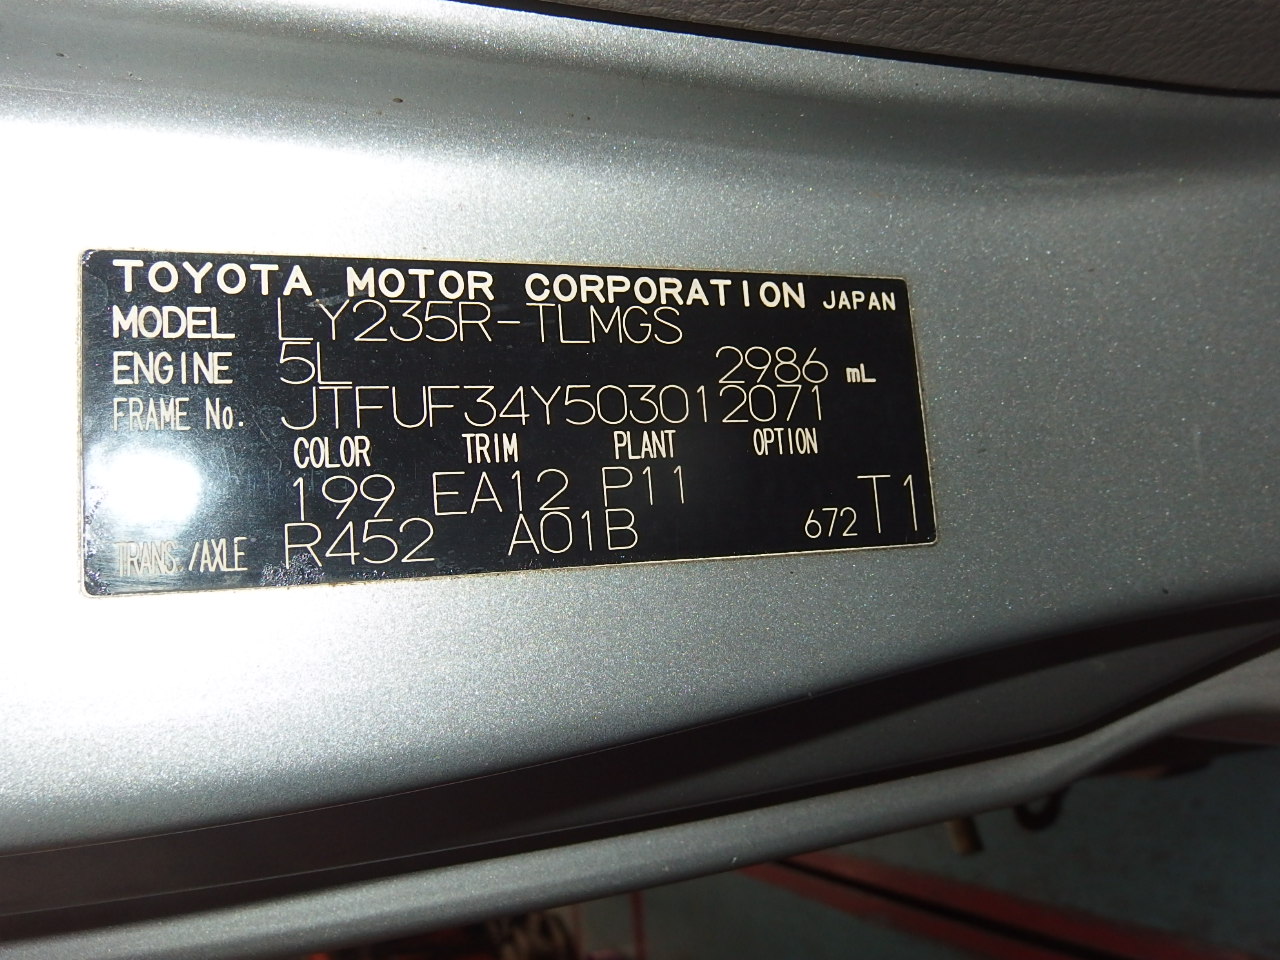 TOYOTA MOTOR CORPORATION JAPAN
MODEL LY235R-TLMGS
ENGINE 5L 2986 mL
FRAME No. JTFUF34Y503012071
COLOR TRIM PLANT OPTION
199 EA12 P11
TRANS./AXLE R452 A01B 672 T1